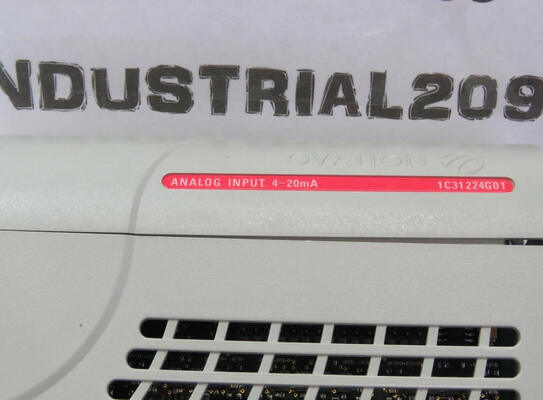 NDUSTRIAL209
OVATION
ANALOG INPUT 4-20mA 1C31224G01